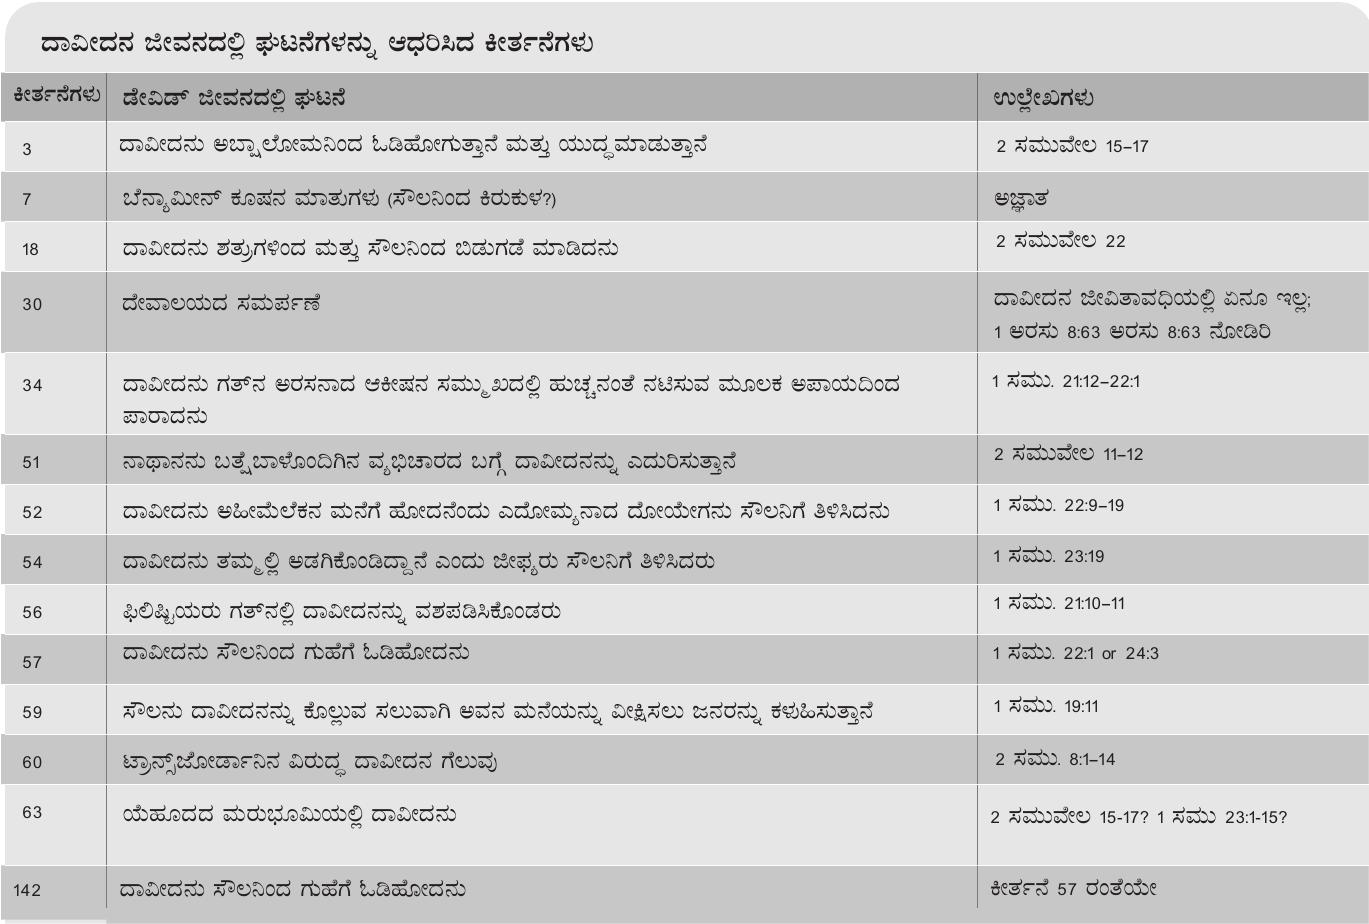 ದಾವೀದನ ಜೀವನದಲ್ಲಿ ಘಟನೆಗಳನ್ನು ಆಧರಿಸಿದ ಕೀರ್ತನೆಗಳು
ಕೀರ್ತನೆಗಳು ಡೇವಿಡ್ ಜೀವನದಲ್ಲಿ ಘಟನೆ ಉಲ್ಲೇಖಗಳು
3 ದಾವೀದನು ಅಬ್ಷಾಲೋಮನಿಂದ ಓಡಿಹೋಗುತ್ತಾನೆ ಮತ್ತು ಯುದ್ಧಮಾಡುತ್ತಾನೆ 2 ಸಮುವೇಲ 15–17
7 ಬೆನ್ಯಾಮೀನ್ ಕೂಷನ ಮಾತುಗಳು (ಸೌಲನಿಂದ ಕಿರುಕುಳ?) ಅಜ್ಞಾತ
18 ದಾವೀದನು ಶತ್ರುಗಳಿಂದ ಮತ್ತು ಸೌಲನಿಂದ ಬಿಡುಗಡೆ ಮಾಡಿದನು 2 ಸಮುವೇಲ 22
30 ದೇವಾಲಯದ ಸಮರ್ಪಣೆ ದಾವೀದನ ಜೀವಿತಾವಧಿಯಲ್ಲಿ ಏನೂ ಇಲ್ಲ;
1 ಅರಸು 8:63 ಅರಸು 8:63 ನೋಡಿರಿ
34 ದಾವೀದನು ಗತ್‌ನ ಅರಸನಾದ ಆಕೀಷನ ಸಮ್ಮುಖದಲ್ಲಿ ಹುಚ್ಚನಂತೆ ನಟಿಸುವ ಮೂಲಕ ಅಪಾಯದಿಂದ 1 ಸಮು. 21:12–22:1
ಪಾರಾದನು
51 ನಾಥಾನನು ಬತ್ಷೆಬಾಳೊಂದಿಗಿನ ವ್ಯಭಿಚಾರದ ಬಗ್ಗೆ ದಾವೀದನನ್ನು ಎದುರಿಸುತ್ತಾನೆ 2 ಸಮುವೇಲ 11–12
52 ದಾವೀದನು ಅಹೀಮೆಲೆಕನ ಮನೆಗೆ ಹೋದನೆಂದು ಎದೋಮ್ಯನಾದ ದೋಯೇಗನು ಸೌಲನಿಗೆ ತಿಳಿಸಿದನು 1 ಸಮು. 22:9–19
54 ದಾವೀದನು ತಮ್ಮಲ್ಲಿ ಅಡಗಿಕೊಂಡಿದ್ದಾನೆ ಎಂದು ಜೀಫ್ಯರು ಸೌಲನಿಗೆ ತಿಳಿಸಿದರು 1 ಸಮು. 23:19
56 ಫಿಲಿಷ್ಟಿಯರು ಗತ್‌ನಲ್ಲಿ ದಾವೀದನನ್ನು ವಶಪಡಿಸಿಕೊಂಡರು 1 ಸಮು. 21:10–11
57 ದಾವೀದನು ಸೌಲನಿಂದ ಗುಹೆಗೆ ಓಡಿಹೋದನು 1 ಸಮು. 22:1 or 24:3
59 ಸೌಲನು ದಾವೀದನನ್ನು ಕೊಲ್ಲುವ ಸಲುವಾಗಿ ಅವನ ಮನೆಯನ್ನು ವೀಕ್ಷಿಸಲು ಜನರನ್ನು ಕಳುಹಿಸುತ್ತಾನೆ 1 ಸಮು. 19:11
60 ಟ್ರಾನ್ಸ್‌ಜೋರ್ಡಾನಿನ ವಿರುದ್ಧ ದಾವೀದನ ಗೆಲುವು 2 ಸಮು. 8:1–14
63 ಯೆಹೂದದ ಮರುಭೂಮಿಯಲ್ಲಿ ದಾವೀದನು 2 ಸಮುವೇಲ 15-17? 1 ಸಮು 23:1-15?
142 ದಾವೀದನು ಸೌಲನಿಂದ ಗುಹೆಗೆ ಓಡಿಹೋದನು ಕೀರ್ತನೆ 57 ರಂತೆಯೇ